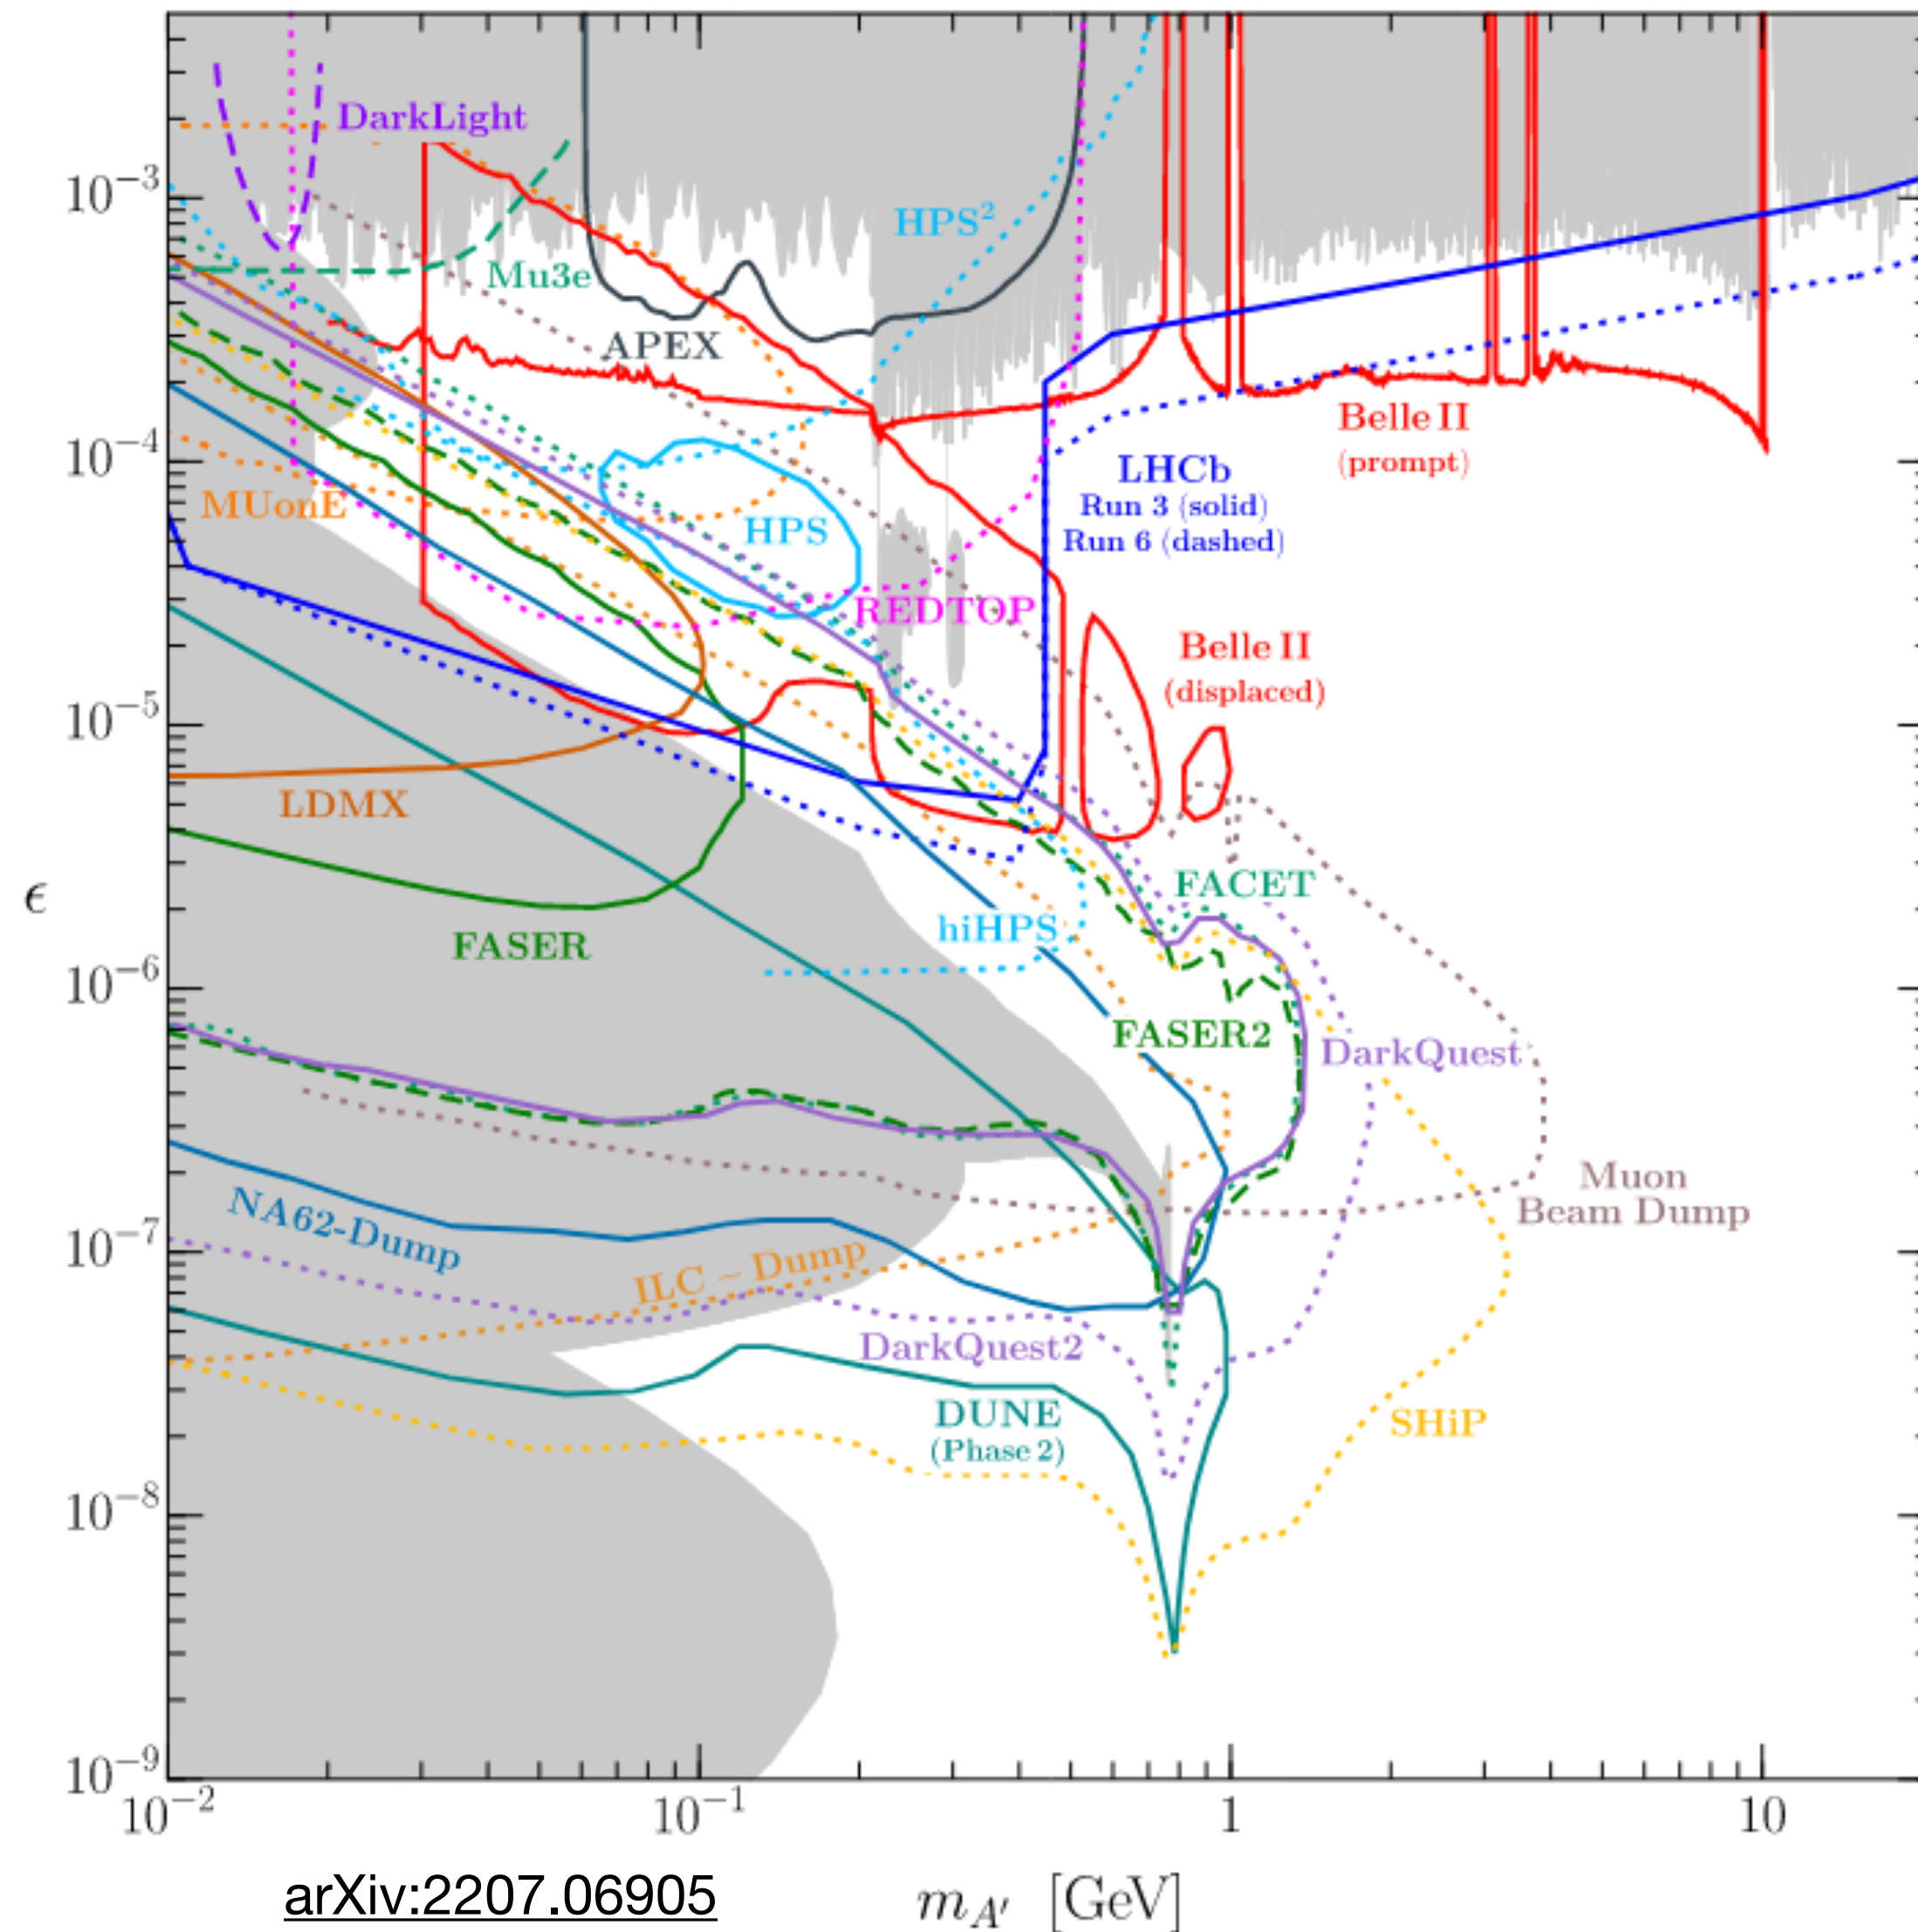 DarkLight
10⁻³
HPS²
Mu3e
APEX
Belle II
(prompt)
10⁻⁴
LHCb
Run 3 (solid)
Run 6 (dashed)
MUonE
HPS
REDTOP
Belle II
(displaced)
10⁻⁵
LDMX
FACET
ϵ
hiHPS
FASER
10⁻⁶
FASER2
DarkQuest
Muon
Beam Dump
NA62-Dump
10⁻⁷
ILC − Dump
DarkQuest2
DUNE
(Phase 2)
SHiP
10⁻⁸
10⁻⁹
10⁻² 10⁻¹ 1 10
arXiv:2207.06905
m_A′ [GeV]